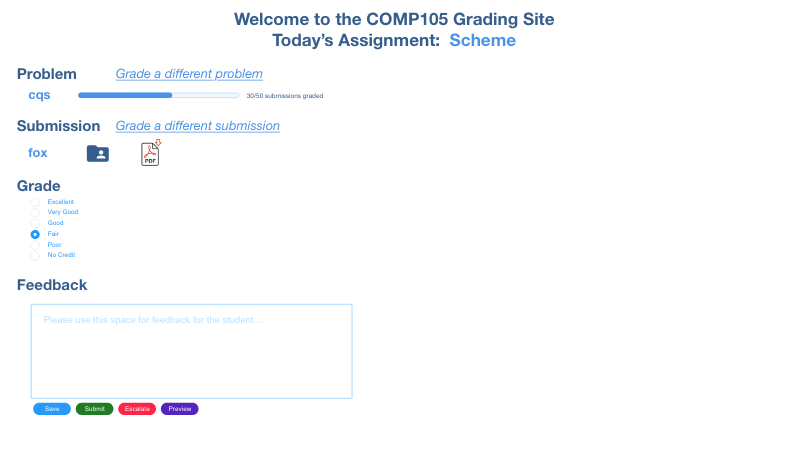 Welcome to the COMP105 Grading Site
Today's Assignment: Scheme
Problem Grade a different problem
cqs 30/50 submissions graded
Submission Grade a different submission
fox PDF
Grade
Excellent
Very Good
Good
Fair
Poor
No Credit
Feedback
Please use this space for feedback for the student...
Save Submit Escalate Preview